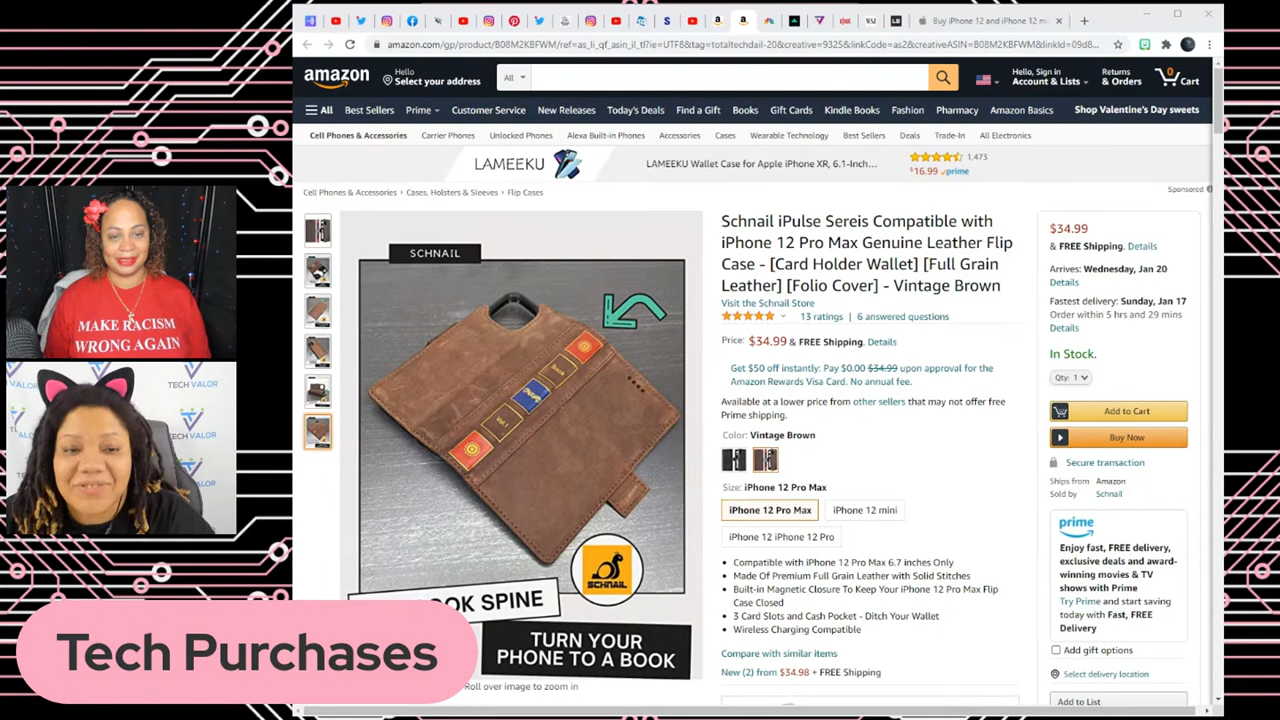 Buy iPhone 12 and iPhone 12 mi
amazon.com/gp/product/B08M2KBFWM/ref=as_li_qf_asin_il_tl?ie=UTF8&tag=totaltechdail-20&creative=9325&linkCode=as2&creativeASIN=B08M2KBFWM&linkId=09d8...
amazon
Hello
Select your address
All
Hello, Sign in
Account & Lists
Returns
& Orders
0
Cart
All
Best Sellers
Prime
Customer Service
New Releases
Today's Deals
Find a Gift
Books
Gift Cards
Kindle Books
Fashion
Pharmacy
Amazon Basics
Shop Valentine's Day sweets
Cell Phones & Accessories
Carrier Phones
Unlocked Phones
Alexa Built-in Phones
Accessories
Cases
Wearable Technology
Best Sellers
Deals
Trade-In
All Electronics
LAMEEKU
LAMEEKU Wallet Case for Apple iPhone XR, 6.1-Inch...
1,473
$16.99 prime
Cell Phones & Accessories › Cases, Holsters & Sleeves › Flip Cases
Sponsored
SCHNAIL
Book
Vol.1
SCHNAIL
OOK SPINE
TURN YOUR
PHONE TO A BOOK
Roll over image to zoom in
Schnail iPulse Sereis Compatible with
iPhone 12 Pro Max Genuine Leather Flip
Case - [Card Holder Wallet] [Full Grain
Leather] [Folio Cover] - Vintage Brown
Visit the Schnail Store
13 ratings | 6 answered questions
Price: $34.99 & FREE Shipping. Details
Get $50 off instantly: Pay $0.00 $34.99 upon approval for the
Amazon Rewards Visa Card. No annual fee.
Available at a lower price from other sellers that may not offer free
Prime shipping.
Color: Vintage Brown
Size: iPhone 12 Pro Max
iPhone 12 Pro Max
iPhone 12 mini
iPhone 12 iPhone 12 Pro
• Compatible with iPhone 12 Pro Max 6.7 inches Only
• Made Of Premium Full Grain Leather with Solid Stitches
• Built-in Magnetic Closure To Keep Your iPhone 12 Pro Max Flip
Case Closed
• 3 Card Slots and Cash Pocket - Ditch Your Wallet
• Wireless Charging Compatible
Compare with similar items
New (2) from $34.98 + FREE Shipping
$34.99
& FREE Shipping. Details
Arrives: Wednesday, Jan 20
Details
Fastest delivery: Sunday, Jan 17
Order within 5 hrs and 29 mins
Details
In Stock.
Qty: 1
Add to Cart
Buy Now
Secure transaction
Ships from Amazon
Sold by Schnail
prime
Enjoy fast, FREE delivery,
exclusive deals and award-
winning movies & TV
shows with Prime
Try Prime and start saving
today with Fast, FREE
Delivery
Add gift options
Select delivery location
Add to List
MAKE RACISM
WRONG AGAIN
TECH VALOR
TECH VALOR
TECH VALOR
Tech Purchases